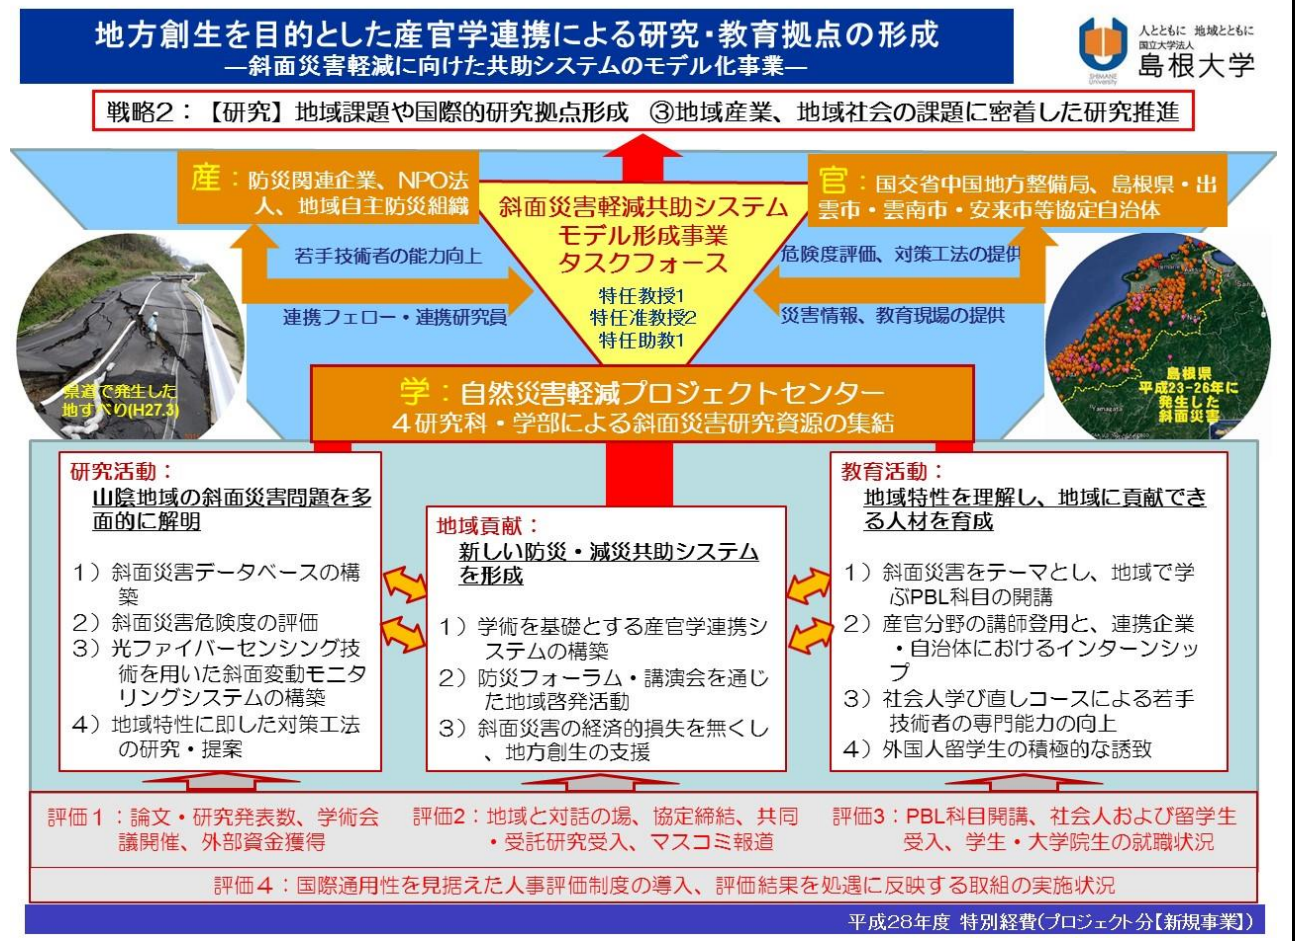 地方創生を目的とした産官学連携による研究・教育拠点の形成
―斜面災害軽減に向けた共助システムのモデル化事業―
人とともに 地域とともに
国立大学法人
島根大学
SHIMANE
University
戦略2：【研究】地域課題や国際的研究拠点形成 ③地域産業、地域社会の課題に密着した研究推進
産：防災関連企業、NPO法
人、地域自主防災組織
斜面災害軽減共助システム
モデル形成事業
タスクフォース
特任教授1
特任准教授2
特任助教1
官：国交省中国地方整備局、島根県・出
雲市・雲南市・安来市等協定自治体
若手技術者の能力向上
連携フェロー・連携研究員
危険度評価、対策工法の提供
災害情報、教育現場の提供
県道で発生した
地すべり(H27.3)
島根県
平成23-26年に
発生した
斜面災害
学：自然災害軽減プロジェクトセンター
４研究科・学部による斜面災害研究資源の集結
研究活動：
山陰地域の斜面災害問題を多
面的に解明
１）斜面災害データベースの構
築
２）斜面災害危険度の評価
３）光ファイバーセンシング技
術を用いた斜面変動モニタ
リングシステムの構築
４）地域特性に即した対策工法
の研究・提案
地域貢献：
新しい防災・減災共助システム
を形成
１）学術を基礎とする産官学連携シ
ステムの構築
２）防災フォーラム・講演会を通じ
た地域啓発活動
３）斜面災害の経済的損失を無くし
、地方創生の支援
教育活動：
地域特性を理解し、地域に貢献でき
る人材を育成
１）斜面災害をテーマとし、地域で学
ぶPBL科目の開講
２）産官分野の講師登用と、連携企業
・自治体におけるインターンシッ
プ
３）社会人学び直しコースによる若手
技術者の専門能力の向上
４）外国人留学生の積極的な誘致
評価１：論文・研究発表数、学術会
議開催、外部資金獲得
評価2：地域と対話の場、協定締結、共同
・受託研究受入、マスコミ報道
評価3：PBL科目開講、社会人および留学生
受入、学生・大学院生の就職状況
評価４：国際通用性を見据えた人事評価制度の導入、評価結果を処遇に反映する取組の実施状況
平成28年度 特別経費(プロジェクト分【新規事業】)